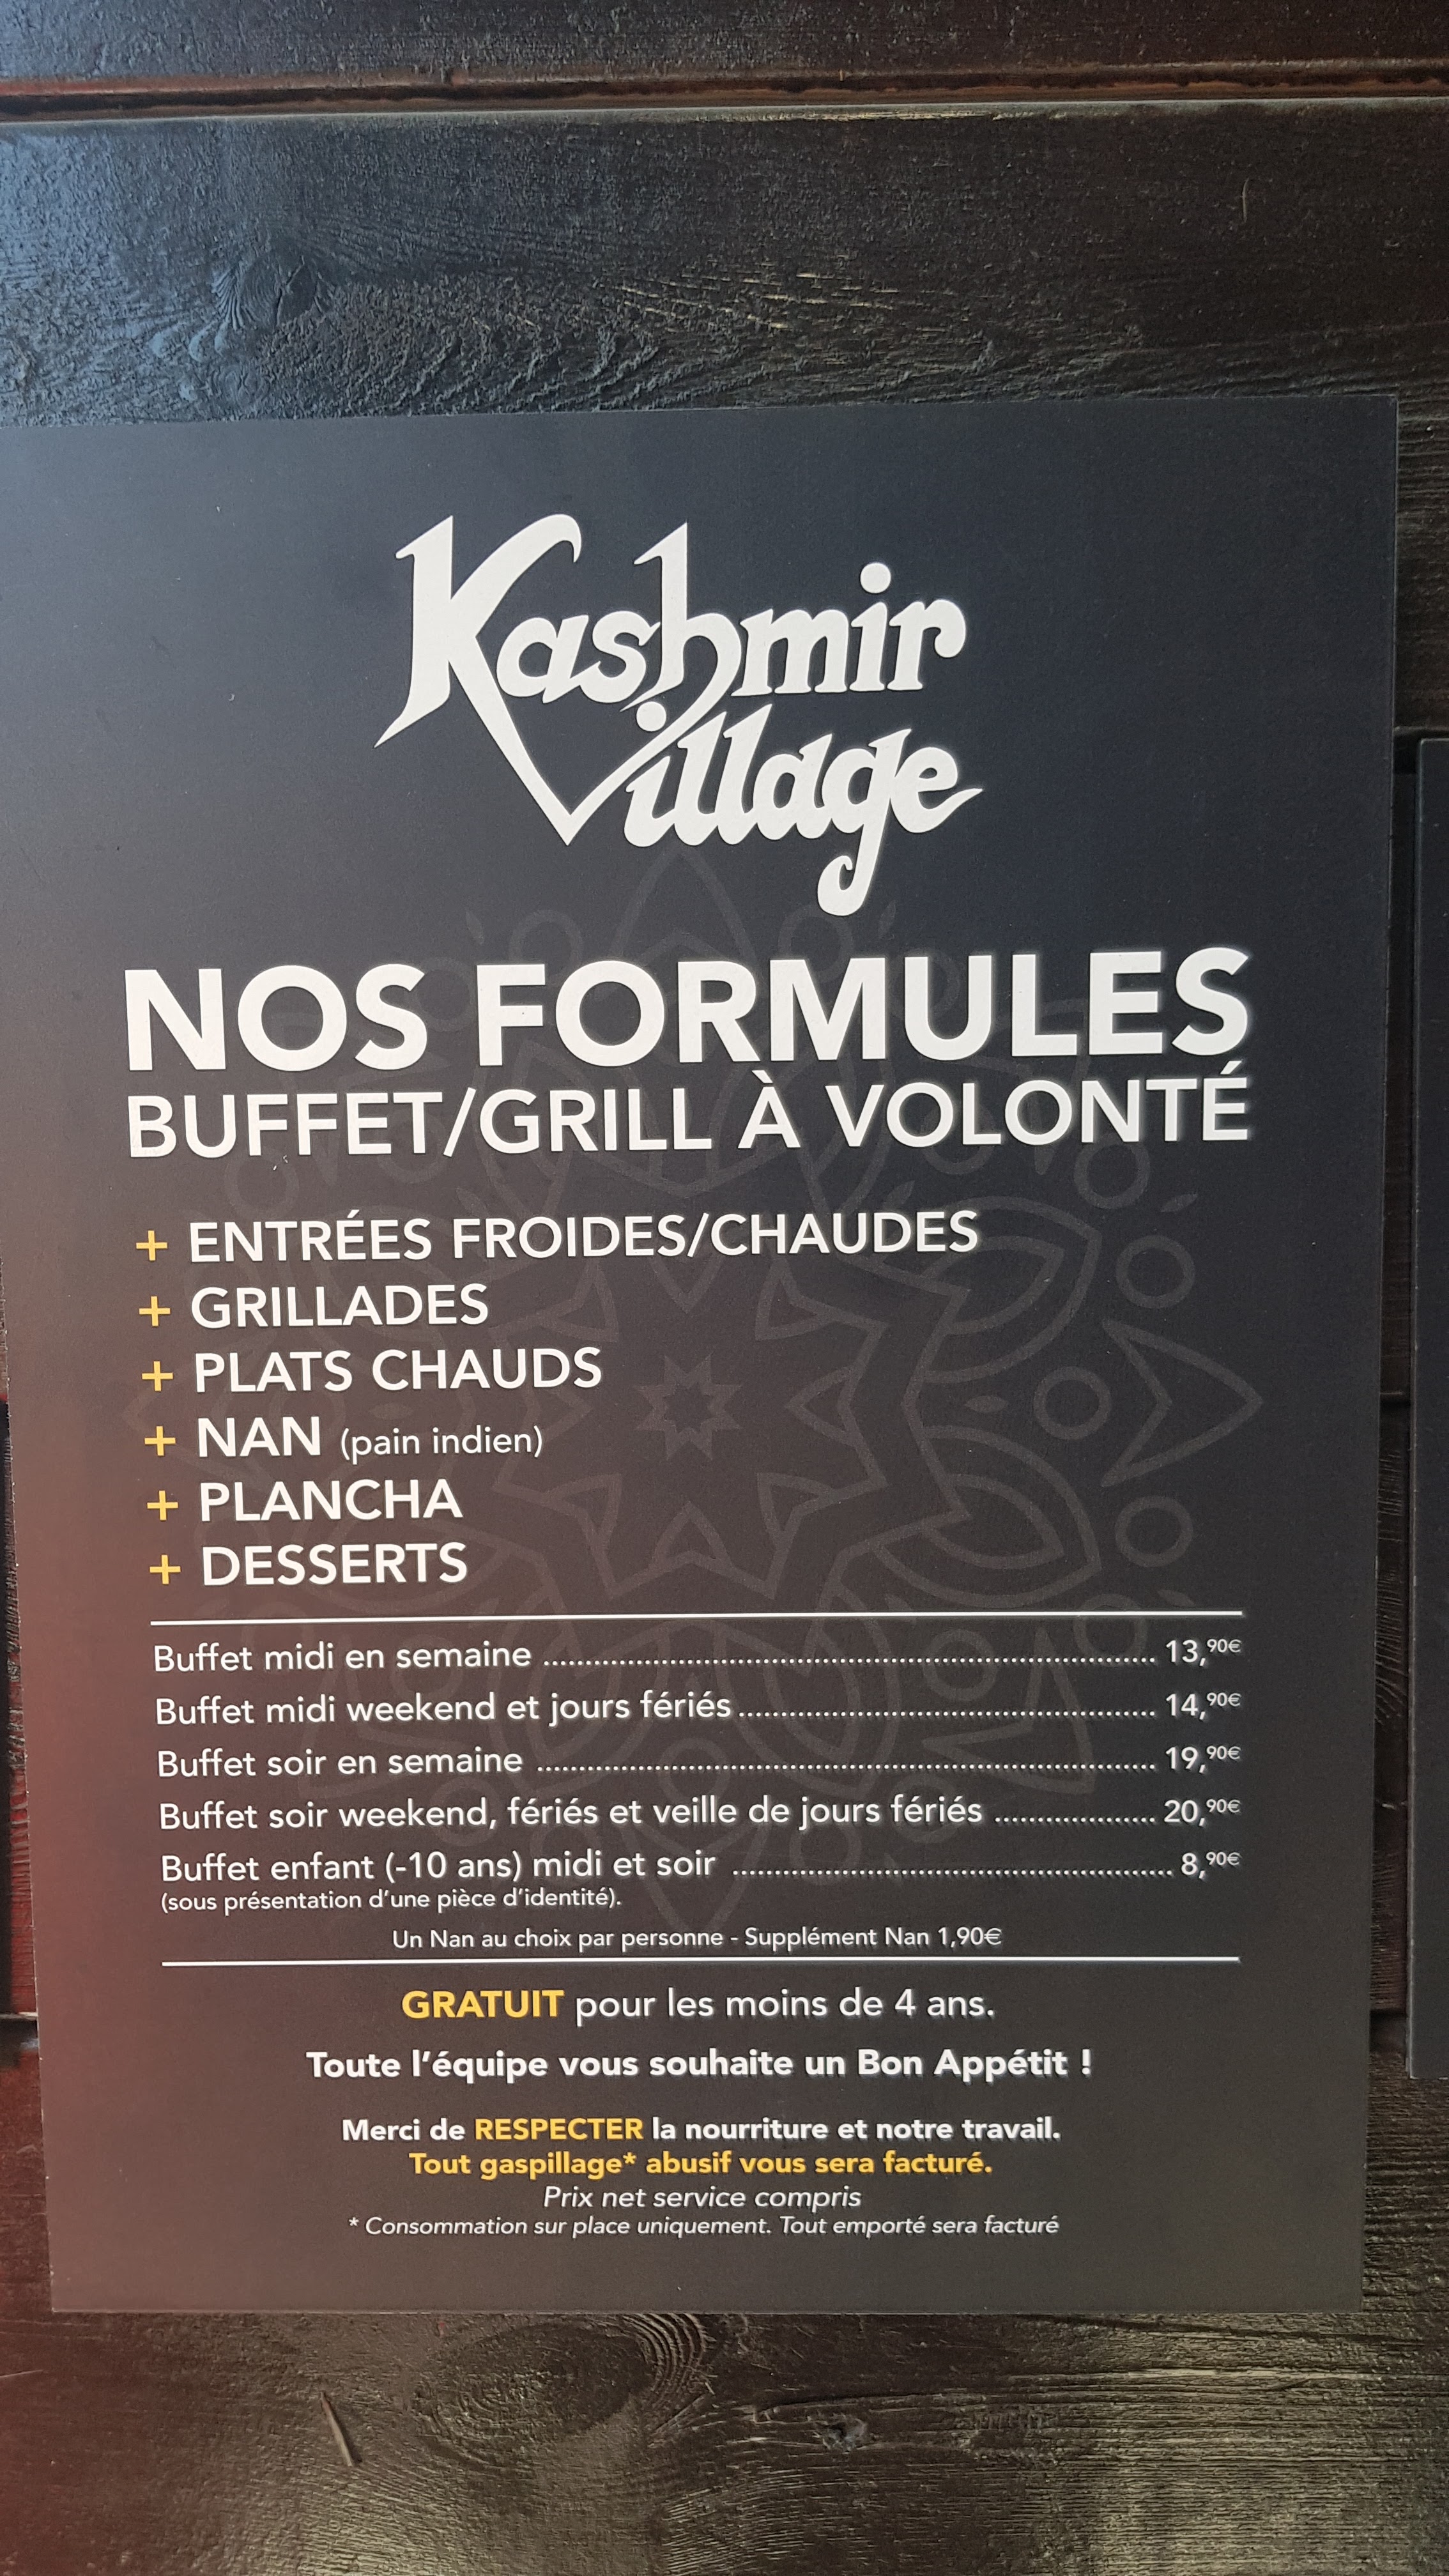 Kashmir
Village
NOS FORMULES
BUFFET/GRILL À VOLONTÉ
+ ENTRÉES FROIDES/CHAUDES
+ GRILLADES
+ PLATS CHAUDS
+ NAN (pain indien)
+ PLANCHA
+ DESSERTS
Buffet midi en semaine ........................................ 13,90€
Buffet midi weekend et jours fériés ........................................ 14,90€
Buffet soir en semaine ........................................ 19,90€
Buffet soir weekend, fériés et veille de jours fériés .................... 20,90€
Buffet enfant (-10 ans) midi et soir ........................................ 8,90€
(sous présentation d'une pièce d'identité).
Un Nan au choix par personne - Supplément Nan 1,90€
GRATUIT pour les moins de 4 ans.
Toute l'équipe vous souhaite un Bon Appétit !
Merci de RESPECTER la nourriture et notre travail.
Tout gaspillage* abusif vous sera facturé.
Prix net service compris
* Consommation sur place uniquement. Tout emporté sera facturé